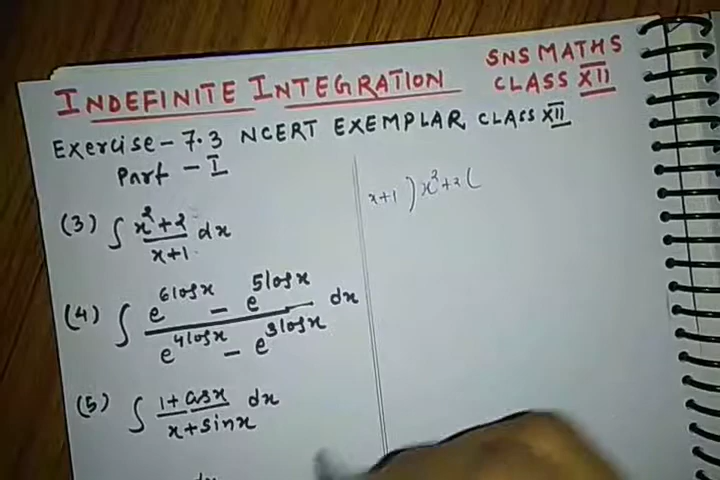 INDEFINITE INTEGRATION
SNS MATHS
CLASS XII
Exercise - 7.3 NCERT EXEMPLAR CLASS XII
Part - I
(3) ∫ x²+2 / x+1 dx
(4) ∫ e^6logx - e^5logx / e^4logx - e^3logx dx
(5) ∫ 1+cosx / x+sinx dx
dx
x+1 ) x²+2 (